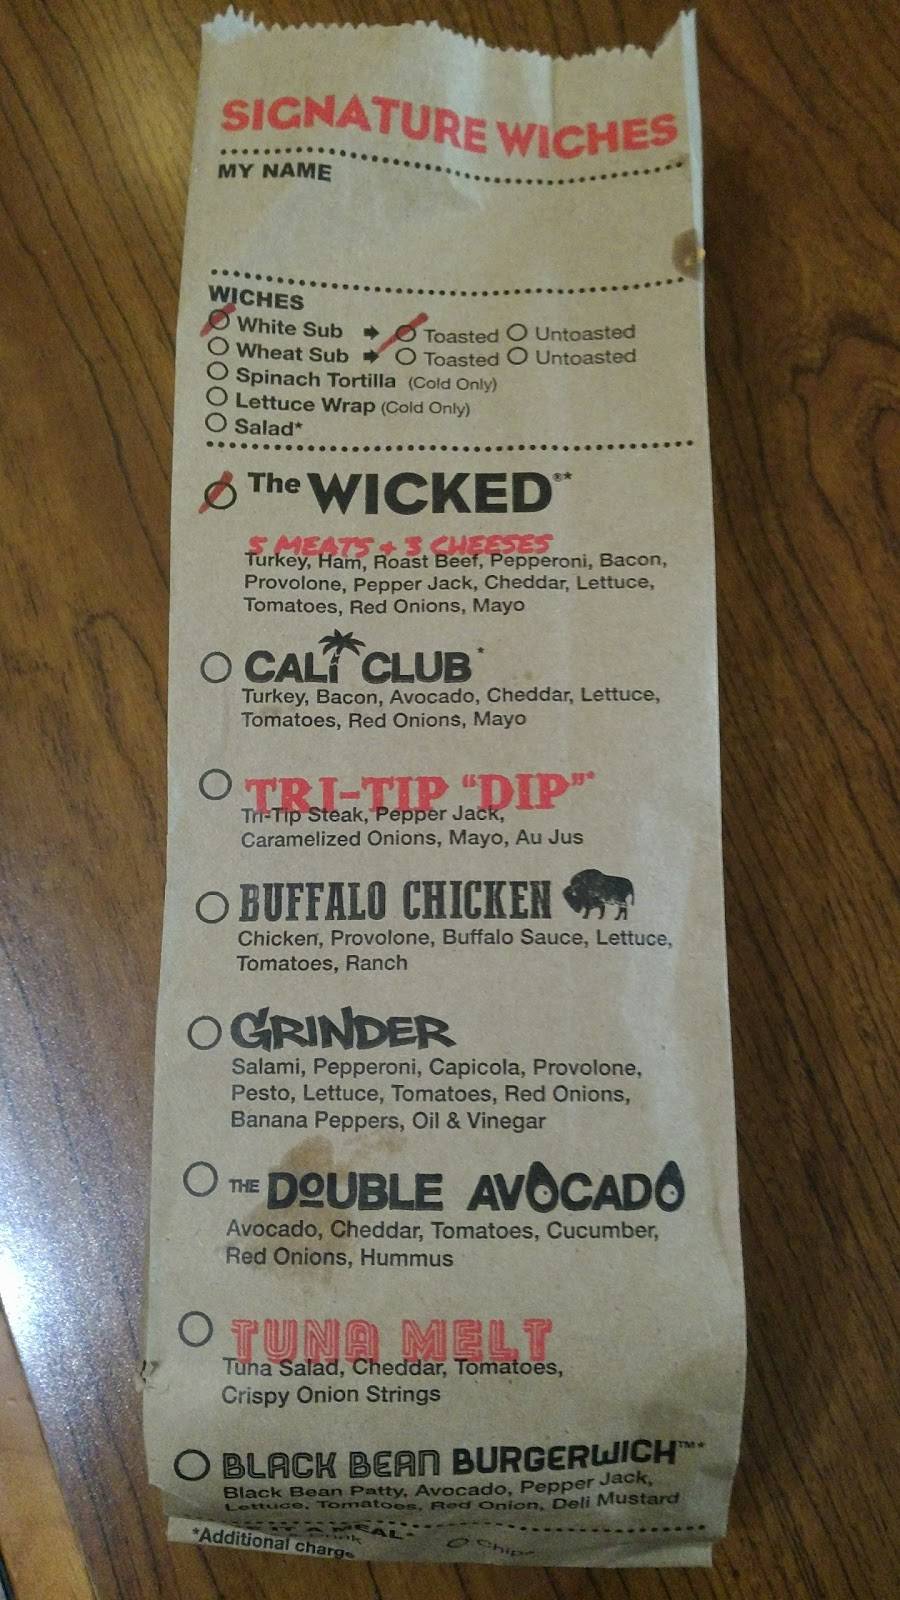 SIGNATURE WICHES
MY NAME
WICHES
White Sub ➡ Toasted Untoasted
Wheat Sub ➡ Toasted Untoasted
Spinach Tortilla (Cold Only)
Lettuce Wrap (Cold Only)
Salad*
The WICKED®*
5 MEATS + 3 CHEESES
Turkey, Ham, Roast Beef, Pepperoni, Bacon,
Provolone, Pepper Jack, Cheddar, Lettuce,
Tomatoes, Red Onions, Mayo
CALI CLUB*
Turkey, Bacon, Avocado, Cheddar, Lettuce,
Tomatoes, Red Onions, Mayo
TRI-TIP "DIP"*
Tri-Tip Steak, Pepper Jack,
Caramelized Onions, Mayo, Au Jus
BUFFALO CHICKEN
Chicken, Provolone, Buffalo Sauce, Lettuce,
Tomatoes, Ranch
GRINDER
Salami, Pepperoni, Capicola, Provolone,
Pesto, Lettuce, Tomatoes, Red Onions,
Banana Peppers, Oil & Vinegar
THE DOUBLE AVOCADO
Avocado, Cheddar, Tomatoes, Cucumber,
Red Onions, Hummus
TUNA MELT
Tuna Salad, Cheddar, Tomatoes,
Crispy Onion Strings
BLACK BEAN BURGERWICH™*
Black Bean Patty, Avocado, Pepper Jack,
Lettuce, Tomatoes, Red Onion, Deli Mustard
IT A MEAL*
Chips
*Additional charge